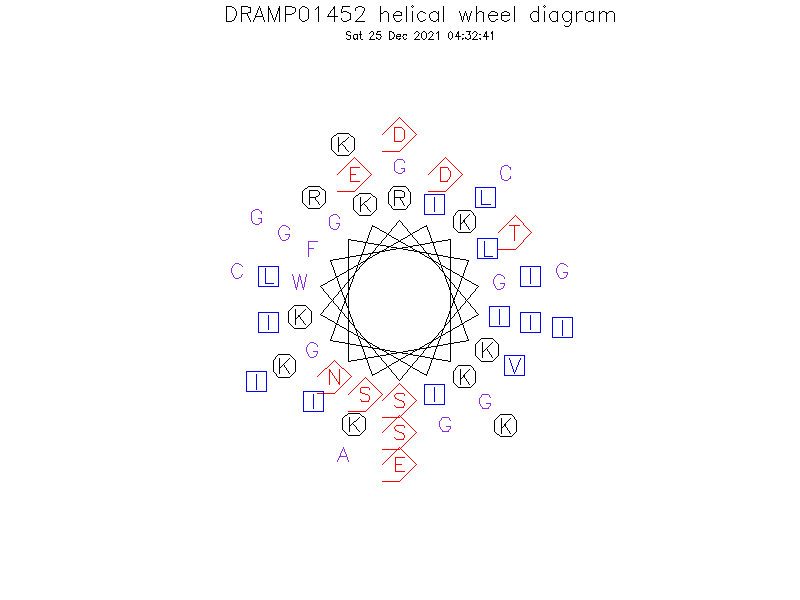 DRAMP01452 helical wheel diagram
Sat 25 Dec 2021 04:32:41
D
K
G C
E D
R K R I L
G G K
G T
F L
C L W G I G
K
I I I I
G K
K V
I N K
I S S I G
K S G K
A E